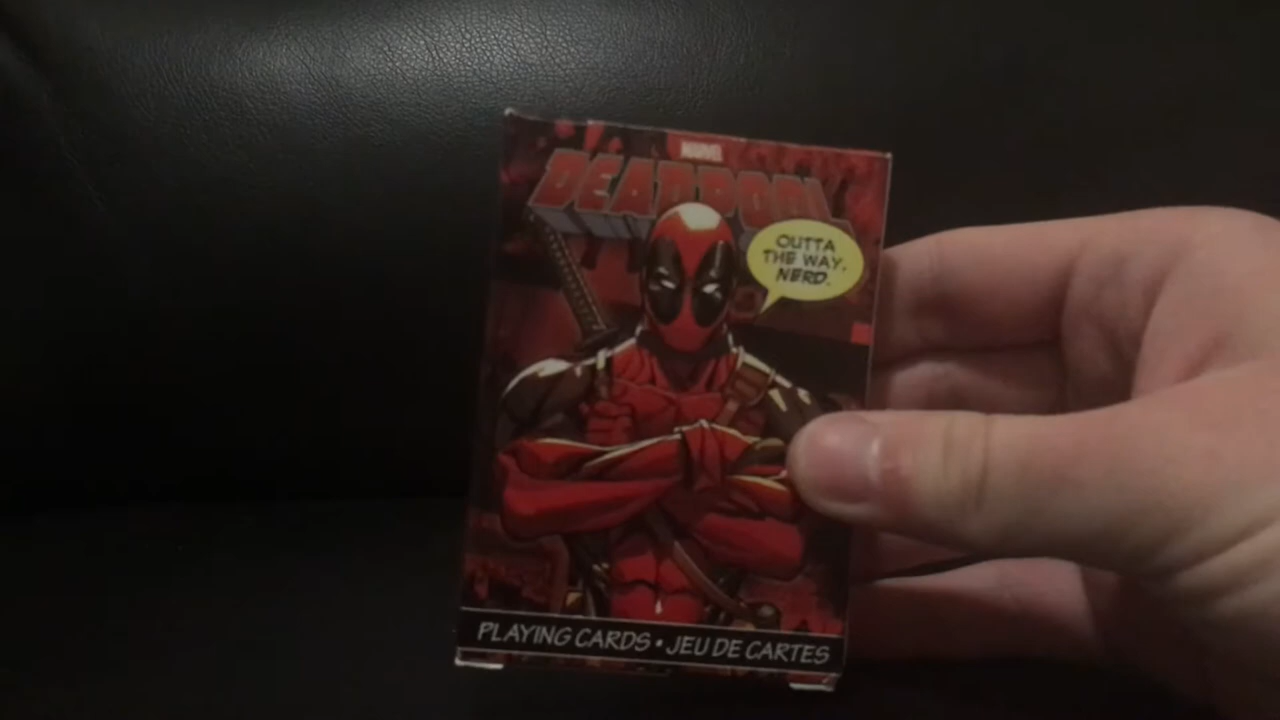 MARVEL
DEADPOOL
OUTTA
THE WAY,
NERD.
PLAYING CARDS • JEU DE CARTES